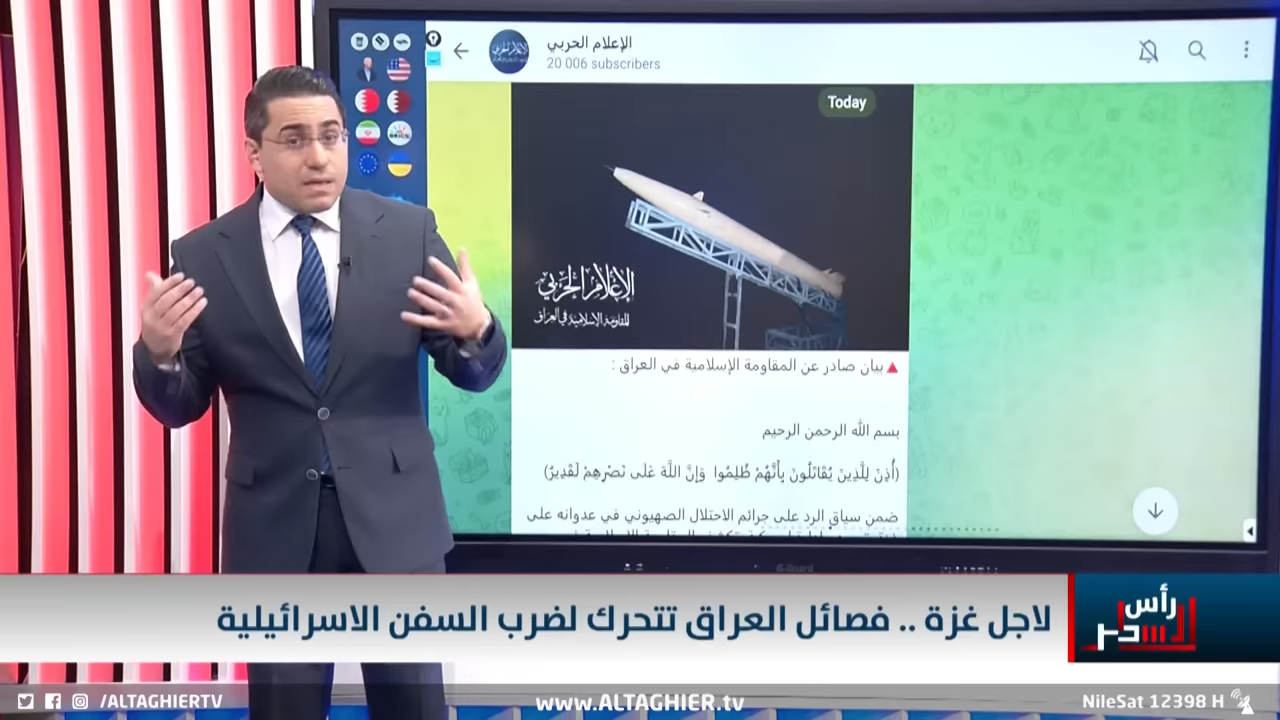 الإعلام الحربي
20 006 subscribers
Today
الإعلام الحربي
للمقاومة الإسلامية في العراق
بيان صادر عن المقاومة الإسلامية في العراق :
بسم الله الرحمن الرحيم
(أُذِنَ لِلَّذِينَ يُقَاتَلُونَ بِأَنَّهُمْ ظُلِمُوا وَإِنَّ اللَّهَ عَلَى نَصْرِهِمْ لَقَدِيرٌ)
ضمن سياق الرد على جرائم الاحتلال الصهيوني في عدوانه على
لاجل غزة .. فصائل العراق تتحرك لضرب السفن الاسرائيلية
رأس
السطر
/ALTAGHIERTV
www.ALTAGHIER.tv
NileSat 12398 H